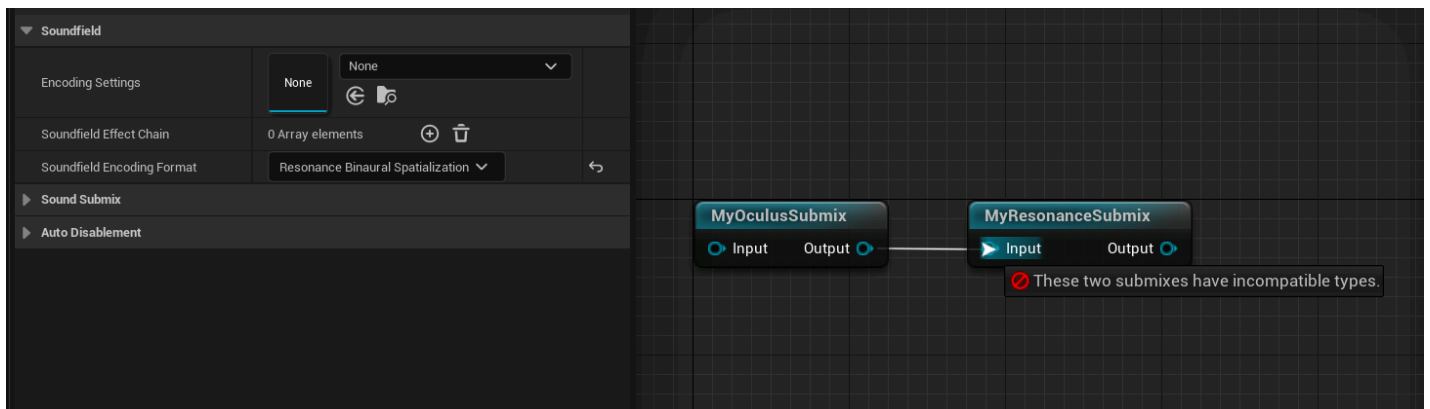 Soundfield
Encoding Settings
None
None
Soundfield Effect Chain
0 Array elements
Soundfield Encoding Format
Resonance Binaural Spatialization
Sound Submix
Auto Disablement
MyOculusSubmix
Input
Output
MyResonanceSubmix
Input
Output
These two submixes have incompatible types.